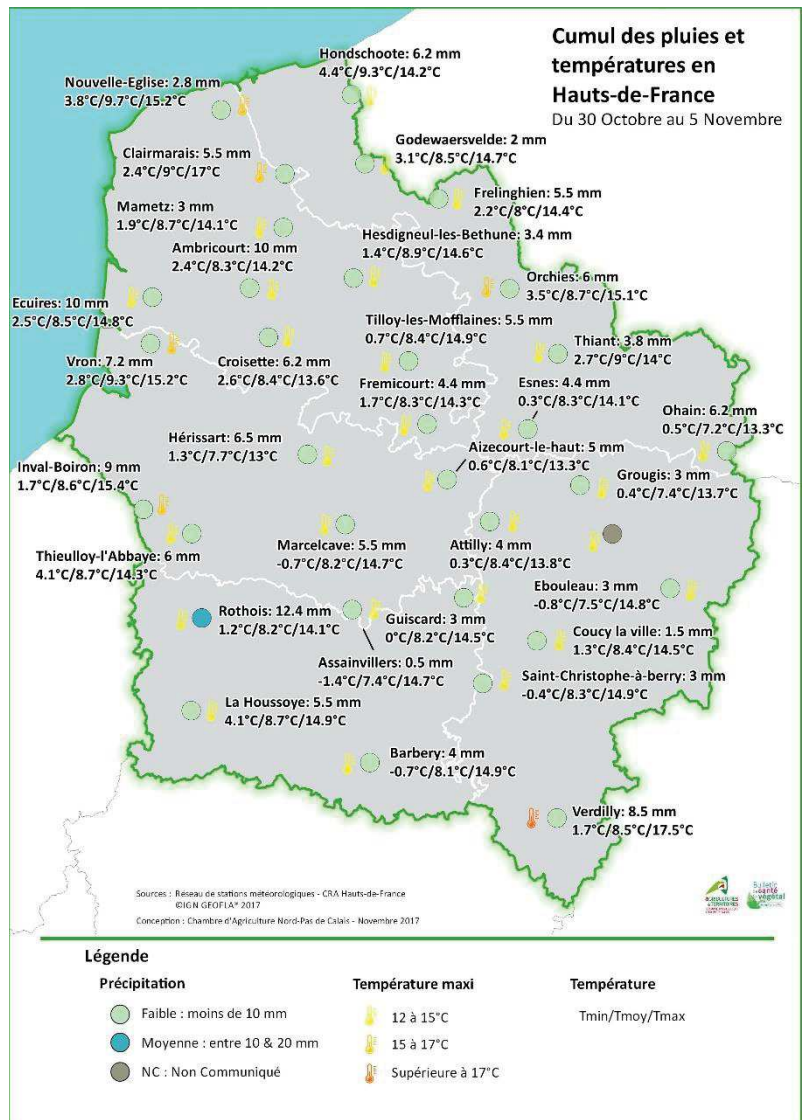 Cumul des pluies et
températures en
Hauts-de-France
Du 30 Octobre au 5 Novembre
Hondschoote: 6.2 mm
4.4°C/9.3°C/14.2°C
Nouvelle-Eglise: 2.8 mm
3.8°C/9.7°C/15.2°C
Godewaersvelde: 2 mm
3.1°C/8.5°C/14.7°C
Clairmarais: 5.5 mm
2.4°C/9°C/17°C
Frelinghien: 5.5 mm
2.2°C/8°C/14.4°C
Mametz: 3 mm
1.9°C/8.7°C/14.1°C
Hesdigneul-les-Bethune: 3.4 mm
1.4°C/8.9°C/14.6°C
Ambricourt: 10 mm
2.4°C/8.3°C/14.2°C
Orchies: 6 mm
3.5°C/8.7°C/15.1°C
Ecuires: 10 mm
2.5°C/8.5°C/14.8°C
Tilloy-les-Mofflaines: 5.5 mm
0.7°C/8.4°C/14.9°C
Thiant: 3.8 mm
2.7°C/9°C/14°C
Vron: 7.2 mm
2.8°C/9.3°C/15.2°C
Croisette: 6.2 mm
2.6°C/8.4°C/13.6°C
Fremicourt: 4.4 mm
1.7°C/8.3°C/14.3°C
Esnes: 4.4 mm
0.3°C/8.3°C/14.1°C
Ohain: 6.2 mm
0.5°C/7.2°C/13.3°C
Hérissart: 6.5 mm
1.3°C/7.7°C/13°C
Aizecourt-le-haut: 5 mm
0.6°C/8.1°C/13.3°C
Inval-Boiron: 9 mm
1.7°C/8.6°C/15.4°C
Grougis: 3 mm
0.4°C/7.4°C/13.7°C
Thieulloy-l'Abbaye: 6 mm
4.1°C/8.7°C/14.3°C
Marcelcave: 5.5 mm
-0.7°C/8.2°C/14.7°C
Attilly: 4 mm
0.3°C/8.4°C/13.8°C
Ebouleau: 3 mm
-0.8°C/7.5°C/14.8°C
Rothois: 12.4 mm
1.2°C/8.2°C/14.1°C
Guiscard: 3 mm
0°C/8.2°C/14.5°C
Coucy la ville: 1.5 mm
1.3°C/8.4°C/14.5°C
Assainvillers: 0.5 mm
-1.4°C/7.4°C/14.7°C
Saint-Christophe-à-berry: 3 mm
-0.4°C/8.3°C/14.9°C
La Houssoye: 5.5 mm
4.1°C/8.7°C/14.9°C
Barbery: 4 mm
-0.7°C/8.1°C/14.9°C
Verdilly: 8.5 mm
1.7°C/8.5°C/17.5°C
Sources : Réseau de stations météorologiques - CRA Hauts-de-France
©IGN GEOFLA® 2017
Conception : Chambre d'Agriculture Nord-Pas de Calais - Novembre 2017
AGRICULTURES
& TERRITOIRES
Bulletin
de santé
du végétal
Légende
Précipitation
Faible : moins de 10 mm
Moyenne : entre 10 & 20 mm
NC : Non Communiqué
Température maxi
12 à 15°C
15 à 17°C
Supérieure à 17°C
Température
Tmin/Tmoy/Tmax